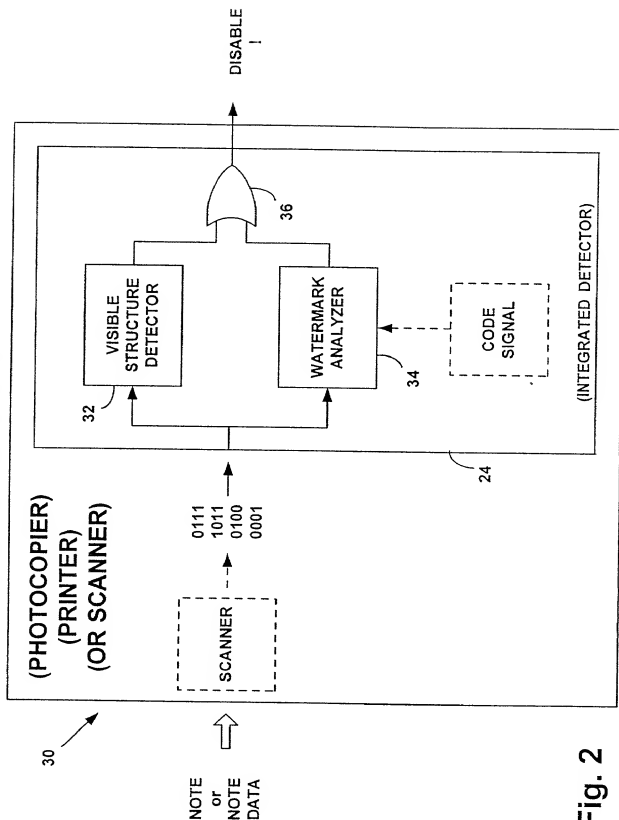 30
(PHOTOCOPIER)
(PRINTER)
(OR SCANNER)
NOTE
or
NOTE
DATA
SCANNER
0111
1011
0100
0001
24
32
VISIBLE
STRUCTURE
DETECTOR
WATERMARK
ANALYZER
34
CODE
SIGNAL
36
(INTEGRATED DETECTOR)
DISABLE
!
Fig. 2